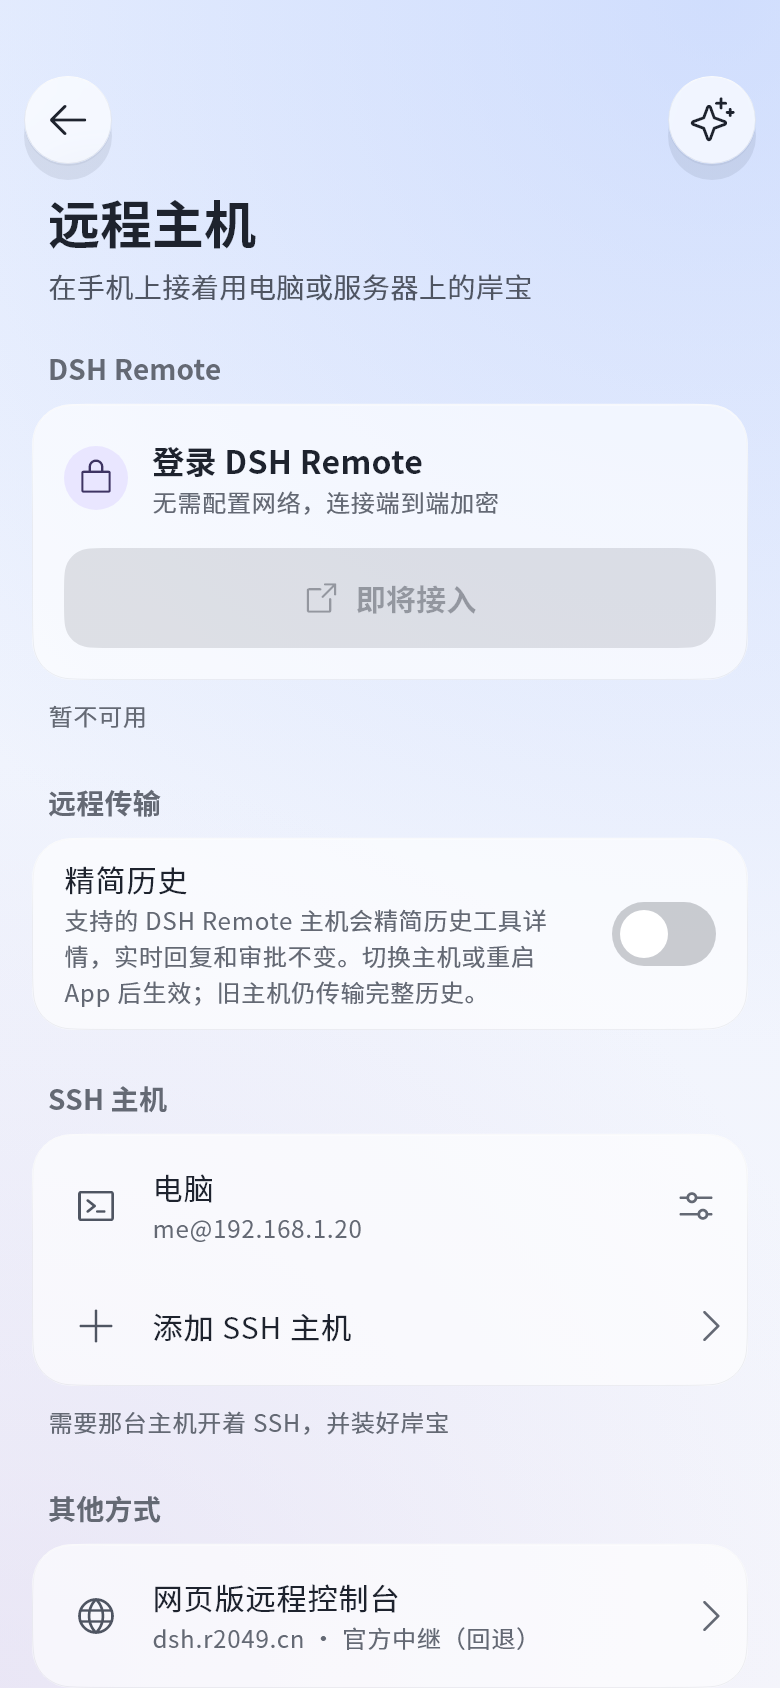 远程主机
在手机上接着用电脑或服务器上的岸宝
DSH Remote
登录 DSH Remote
无需配置网络，连接端到端加密
即将接入
暂不可用
远程传输
精简历史
支持的 DSH Remote 主机会精简历史工具详
情，实时回复和审批不变。切换主机或重启
App 后生效；旧主机仍传输完整历史。
SSH 主机
电脑
me@192.168.1.20
添加 SSH 主机
需要那台主机开着 SSH，并装好岸宝
其他方式
网页版远程控制台
dsh.r2049.cn · 官方中继（回退）